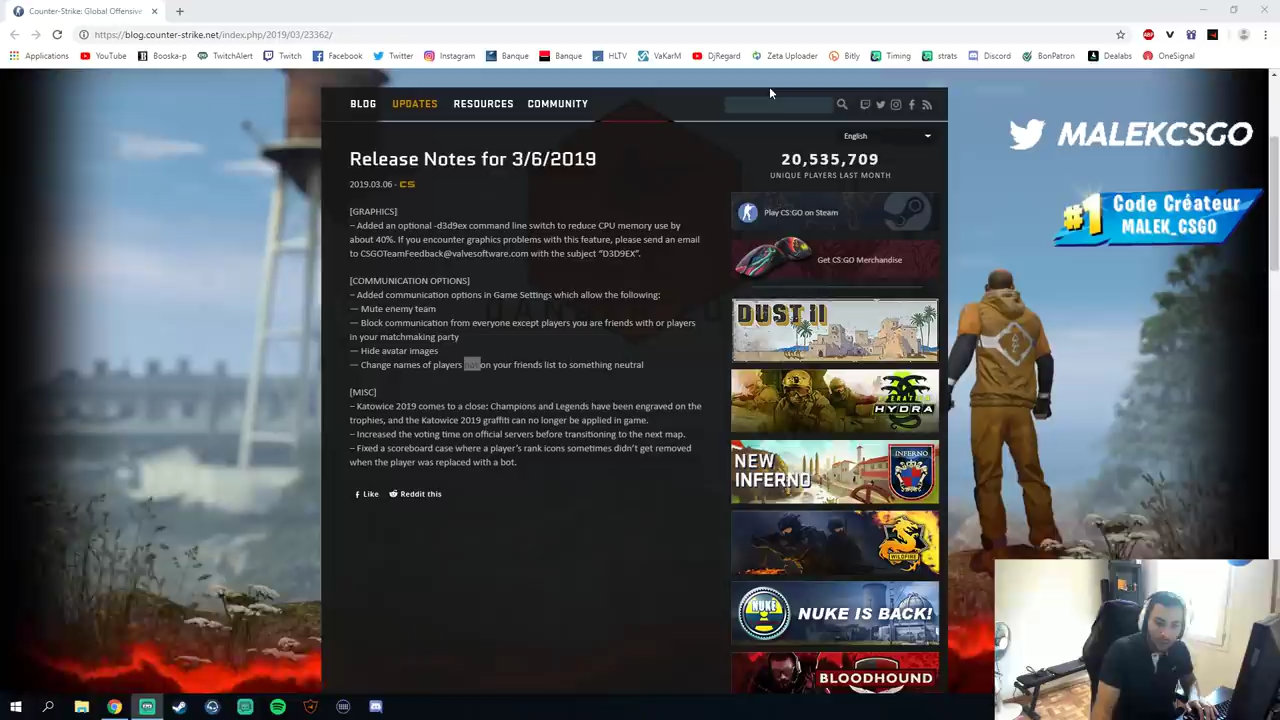 Counter-Strike: Global Offensive
https://blog.counter-strike.net/index.php/2019/03/23362/
Applications YouTube Booska-p TwitchAlert Twitch Facebook Twitter Instagram Banque Banque HLTV VaKarM DjRegard Zeta Uploader Bitly Timing strats Discord BonPatron Dealabs OneSignal
BLOG UPDATES RESOURCES COMMUNITY
English
Release Notes for 3/6/2019
2019.03.06 - CS
[GRAPHICS]
– Added an optional -d3d9ex command line switch to reduce CPU memory use by
about 40%. If you encounter graphics problems with this feature, please send an email
to CSGOTeamFeedback@valvesoftware.com with the subject “D3D9EX”.
[COMMUNICATION OPTIONS]
– Added communication options in Game Settings which allow the following:
— Mute enemy team
— Block communication from everyone except players you are friends with or players
in your matchmaking party
— Hide avatar images
— Change names of players not on your friends list to something neutral
[MISC]
– Katowice 2019 comes to a close: Champions and Legends have been engraved on the
trophies, and the Katowice 2019 graffiti can no longer be applied in game.
– Increased the voting time on official servers before transitioning to the next map.
– Fixed a scoreboard case where a player’s rank icons sometimes didn’t get removed
when the player was replaced with a bot.
Like Reddit this
20,535,709
UNIQUE PLAYERS LAST MONTH
Play CS:GO on Steam
Get CS:GO Merchandise
DUST II
HYDRA
NEW
INFERNO
INFERNO
WILDFIRE
NUKE
NUKE IS BACK!
BLOODHOUND
MALEKCSGO
#1 Code Créateur
MALEK_CSGO